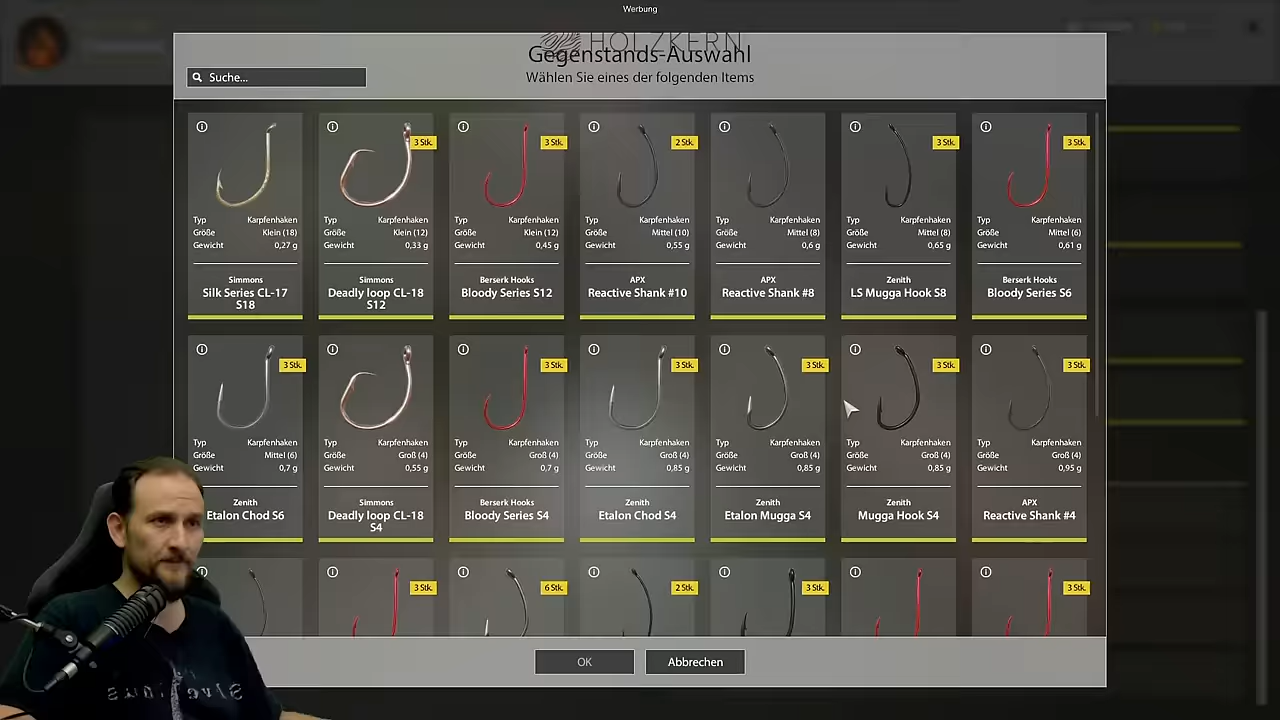 Werbung
HOLZKERN
Gegenstands-Auswahl
Wählen Sie eines der folgenden Items
Suche...
3 Stk. 3 Stk. 2 Stk. 3 Stk. 3 Stk.
Typ Karpfenhaken Typ Karpfenhaken Typ Karpfenhaken Typ Karpfenhaken Typ Karpfenhaken Typ Karpfenhaken Typ Karpfenhaken
Größe Klein (18) Größe Klein (12) Größe Klein (12) Größe Mittel (10) Größe Mittel (8) Größe Mittel (8) Größe Mittel (6)
Gewicht 0,27 g Gewicht 0,33 g Gewicht 0,45 g Gewicht 0,55 g Gewicht 0,6 g Gewicht 0,65 g Gewicht 0,61 g
Simmons Simmons Berserk Hooks APX APX Zenith Berserk Hooks
Silk Series CL-17 Deadly loop CL-18 Bloody Series S12 Reactive Shank #10 Reactive Shank #8 LS Mugga Hook S8 Bloody Series S6
S18 S12
3 Stk. 3 Stk. 3 Stk. 3 Stk. 3 Stk. 3 Stk.
Typ Karpfenhaken Typ Karpfenhaken Typ Karpfenhaken Typ Karpfenhaken Typ Karpfenhaken Typ Karpfenhaken Typ Karpfenhaken
Größe Mittel (6) Größe Groß (4) Größe Groß (4) Größe Groß (4) Größe Groß (4) Größe Groß (4) Größe Groß (4)
Gewicht 0,7 g Gewicht 0,55 g Gewicht 0,7 g Gewicht 0,85 g Gewicht 0,85 g Gewicht 0,85 g Gewicht 0,95 g
Zenith Simmons Berserk Hooks Zenith Zenith Zenith APX
Etalon Chod S6 Deadly loop CL-18 Bloody Series S4 Etalon Chod S4 Etalon Mugga S4 Mugga Hook S4 Reactive Shank #4
S4
3 Stk. 6 Stk. 2 Stk. 3 Stk. 3 Stk.
OK Abbrechen